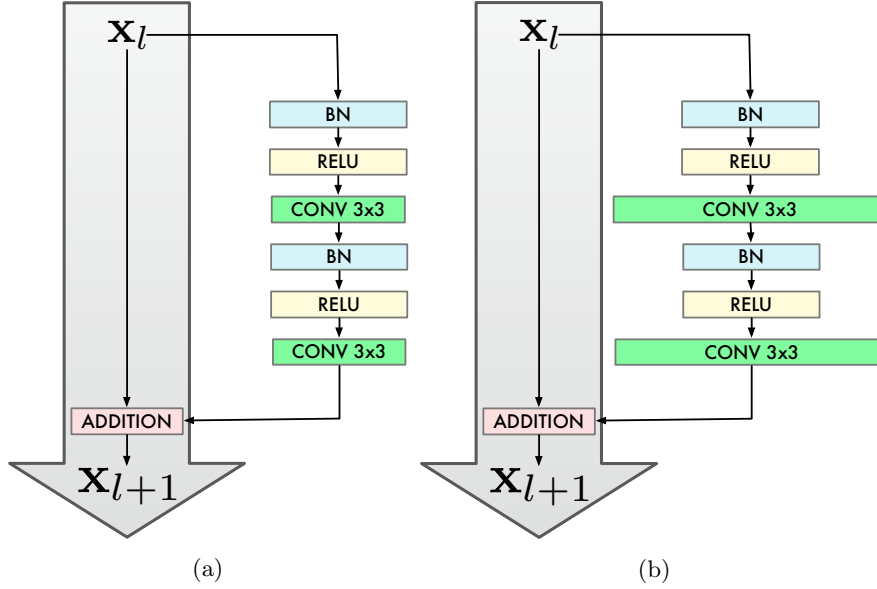 x_l
BN
RELU
CONV 3x3
BN
RELU
CONV 3x3
ADDITION
x_{l+1}
(a)
x_l
BN
RELU
CONV 3x3
BN
RELU
CONV 3x3
ADDITION
x_{l+1}
(b)